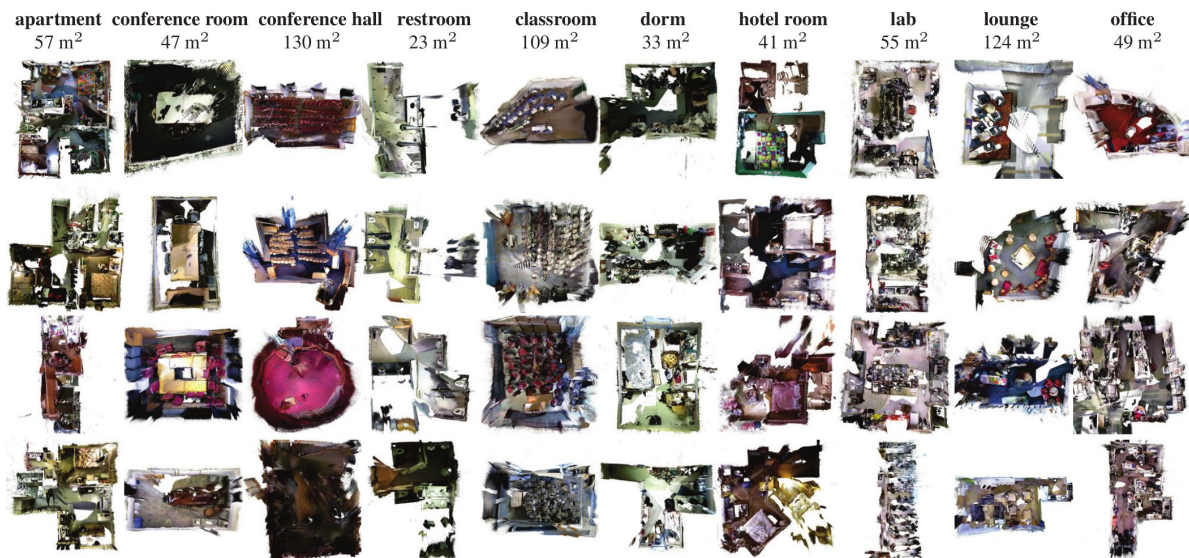 apartment conference room conference hall restroom classroom dorm hotel room lab lounge office
57 m² 47 m² 130 m² 23 m² 109 m² 33 m² 41 m² 55 m² 124 m² 49 m²